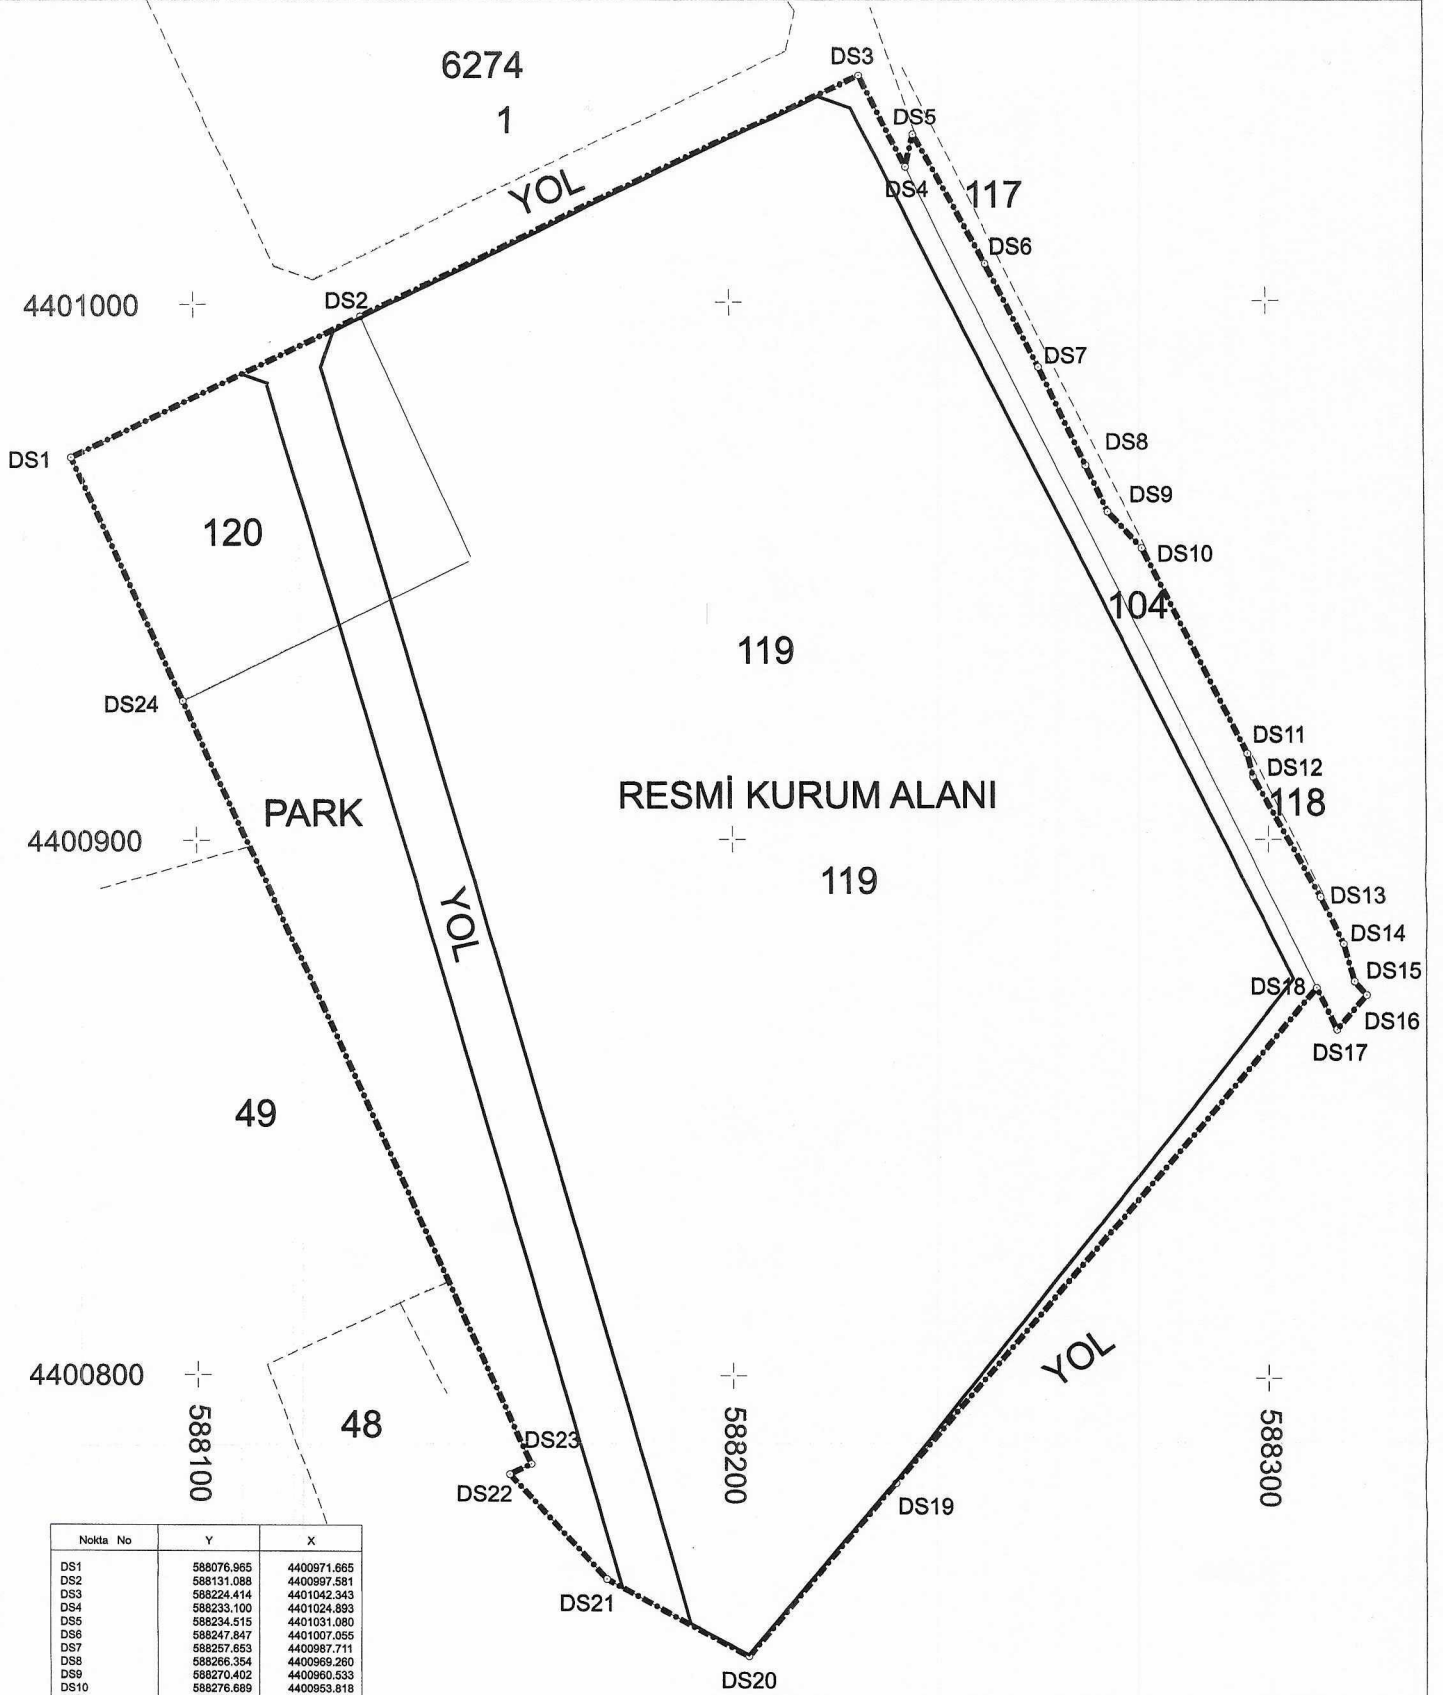 6274
1
DS3
DS5
DS4
117
YOL
DS6
4401000
DS2
DS7
DS8
DS1
DS9
120
DS10
104
119
DS24
DS11
DS12
RESMİ KURUM ALANI
118
PARK
4400900
119
DS13
YOL
DS14
DS15
DS18
DS16
DS17
49
YOL
4400800
588100
588200
588300
48
DS23
DS22
DS19
DS21
DS20
Nokta No Y X
DS1 588076.965 4400971.665
DS2 588131.088 4400997.581
DS3 588224.414 4401042.343
DS4 588233.100 4401024.893
DS5 588234.515 4401031.080
DS6 588247.847 4401007.055
DS7 588257.653 4400987.711
DS8 588266.354 4400969.260
DS9 588270.402 4400960.533
DS10 588276.689 4400953.818